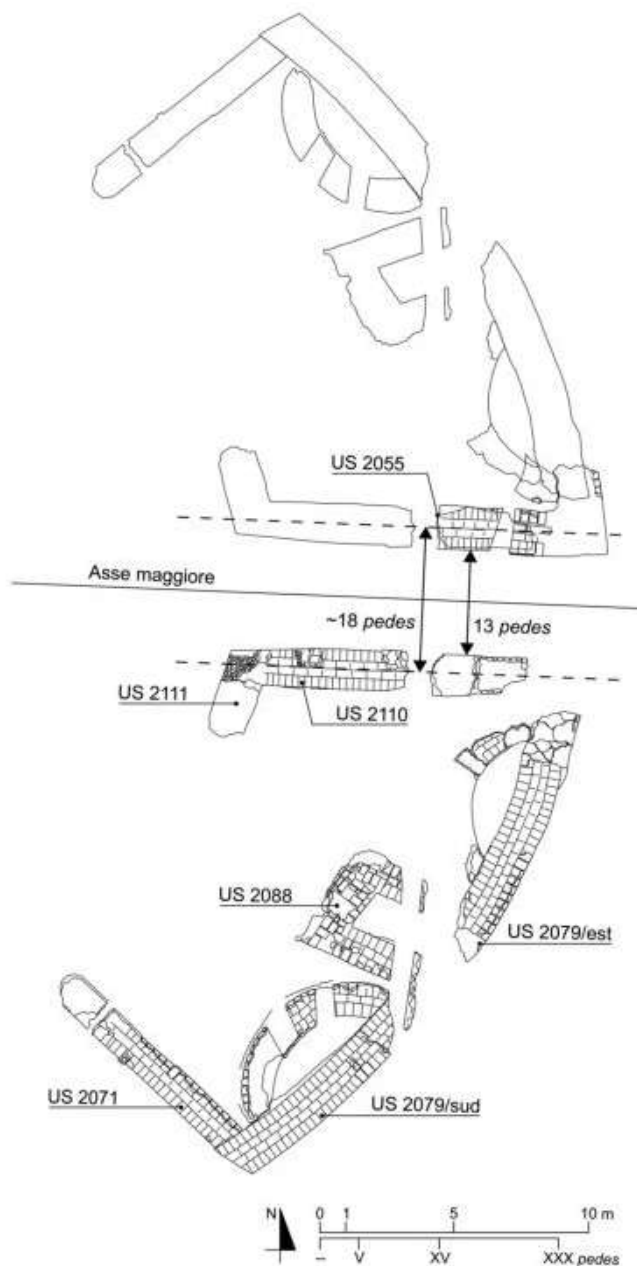 US 2055
Asse maggiore
~18 pedes
13 pedes
US 2111
US 2110
US 2088
US 2079/est
US 2071
US 2079/sud
N
0 1 5 10 m
– V XV XXX pedes